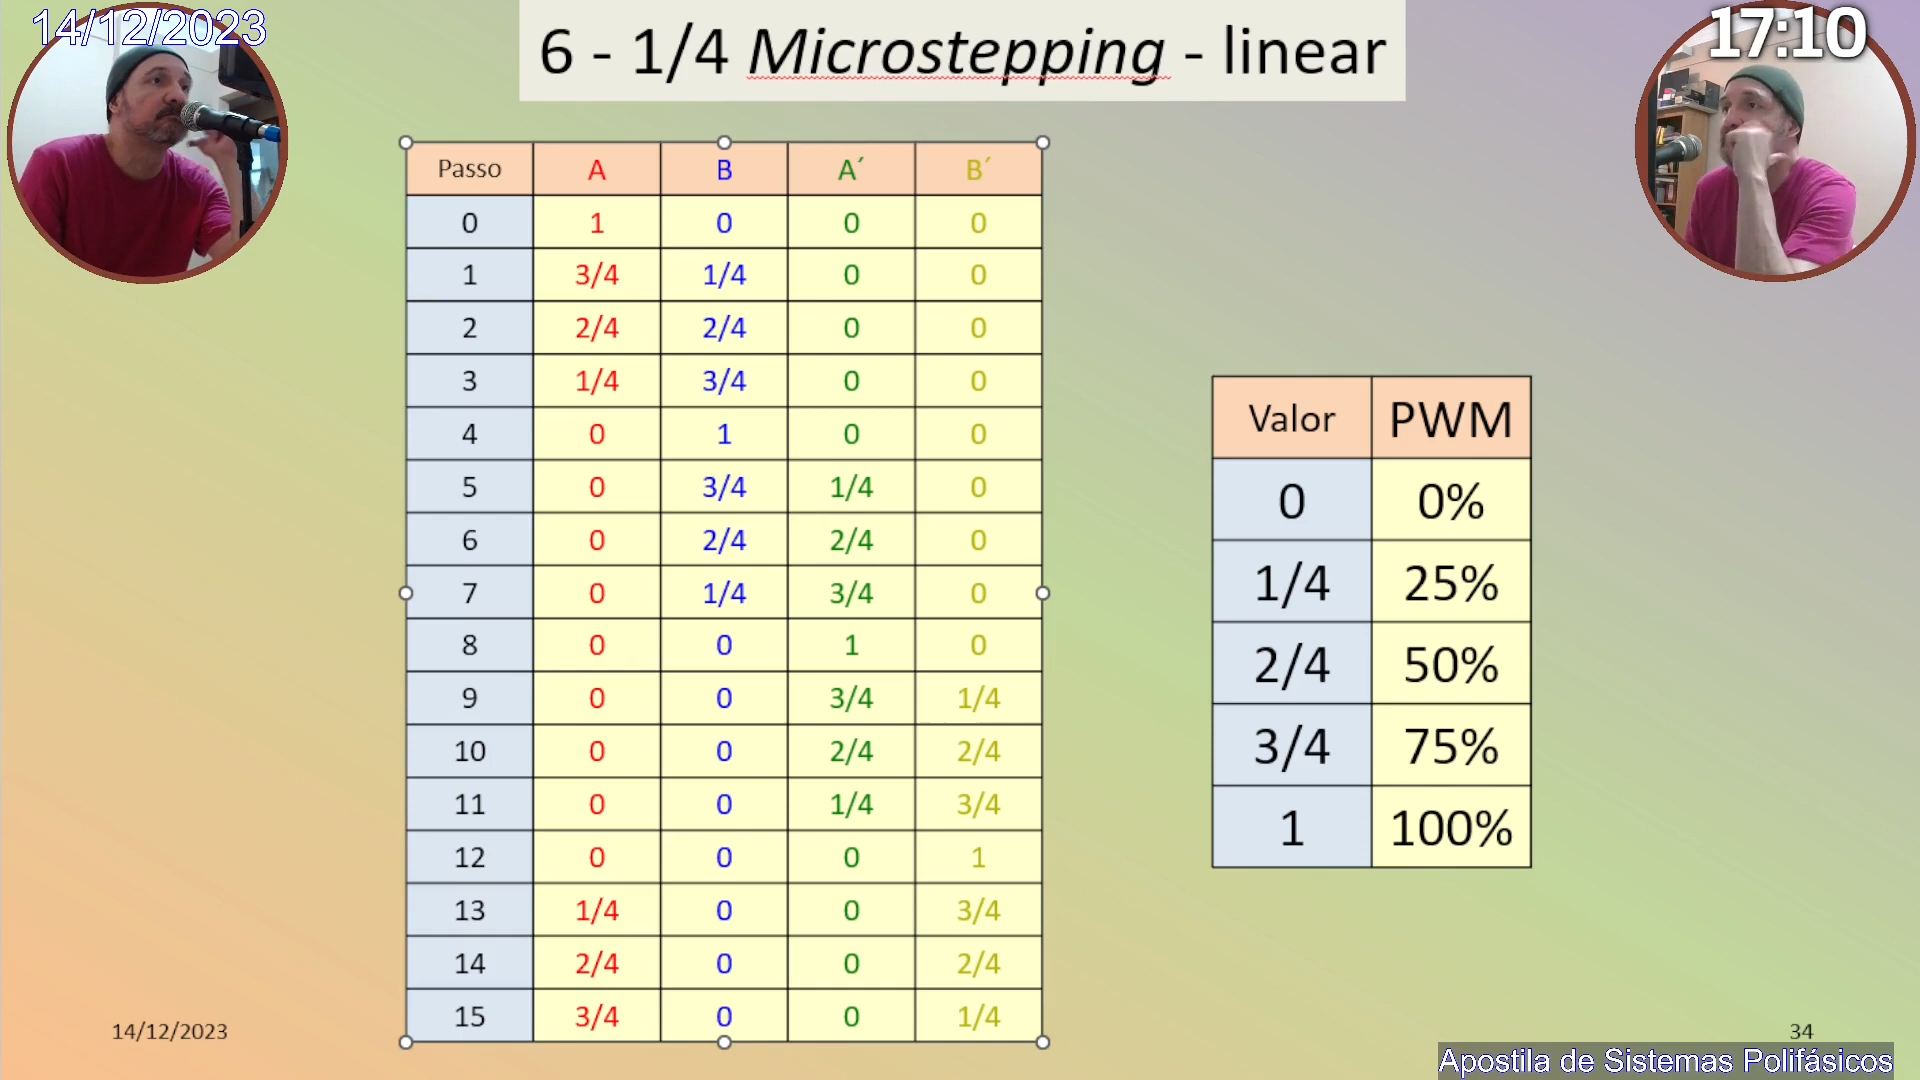 14/12/2023
17:10
6 - 1/4 Microstepping - linear
Passo A B A´ B´
0 1 0 0 0
1 3/4 1/4 0 0
2 2/4 2/4 0 0
3 1/4 3/4 0 0
4 0 1 0 0
5 0 3/4 1/4 0
6 0 2/4 2/4 0
7 0 1/4 3/4 0
8 0 0 1 0
9 0 0 3/4 1/4
10 0 0 2/4 2/4
11 0 0 1/4 3/4
12 0 0 0 1
13 1/4 0 0 3/4
14 2/4 0 0 2/4
15 3/4 0 0 1/4
Valor PWM
0 0%
1/4 25%
2/4 50%
3/4 75%
1 100%
14/12/2023
34
Apostila de Sistemas Polifásicos